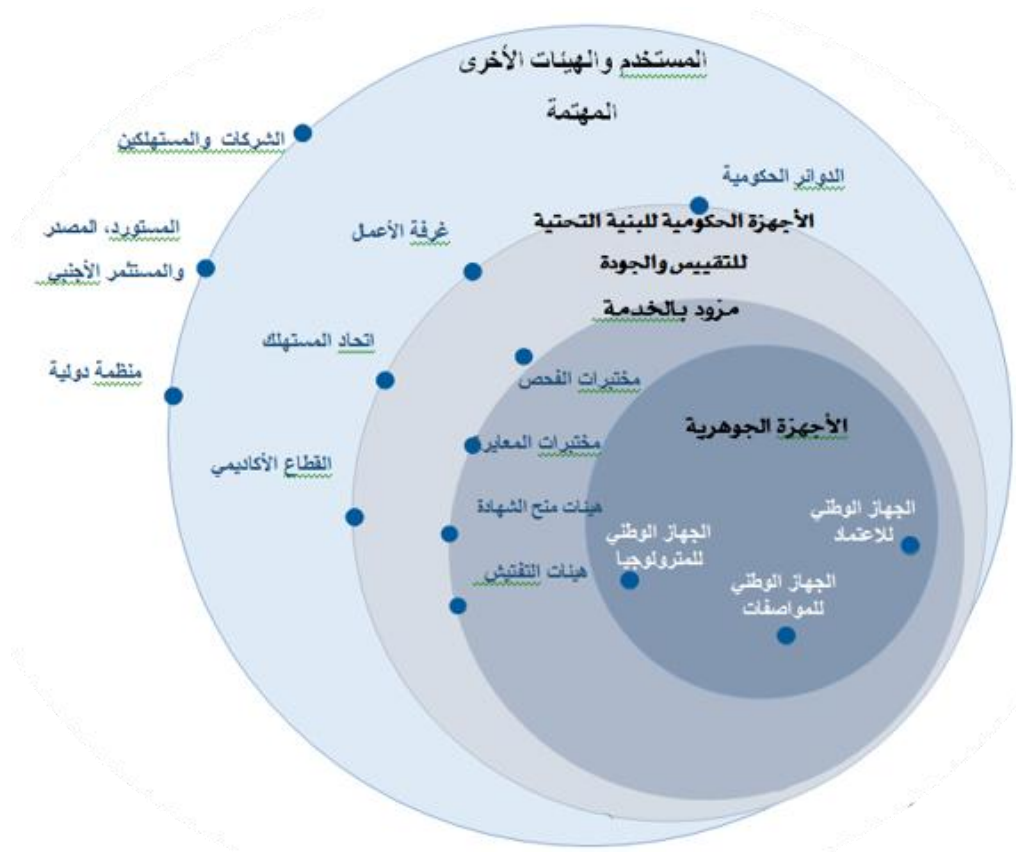 المستخدم والهيئات الأخرى
المهتمة
الشركات والمستهلكين
الدوائر الحكومية
المستورد، المصدر
والمستثمر الأجنبي
غرفة الأعمل
الأجهزة الحكومية للبنية التحتية
للتقييس والجودة
مزود بالخدمة
اتحاد المستهلك
منظمة دولية
مختبرات الفحص
الأجهزة الجوهرية
مختبرات المعايرة
القطاع الأكاديمي
هيئات منح الشهادة
الجهاز الوطني
للاعتماد
الجهاز الوطني
للمترولوجيا
هيئات التفتيش
الجهاز الوطني
للمواصفات